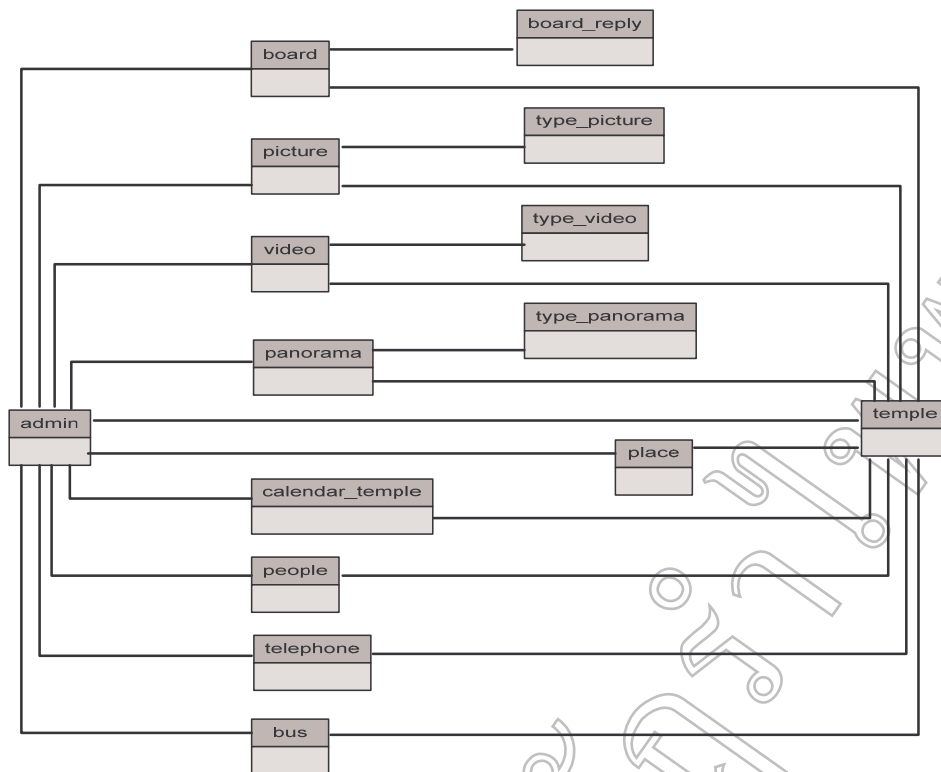 board_reply
board
type_picture
picture
type_video
video
type_panorama
panorama
temple
admin
place
calendar_temple
people
telephone
bus